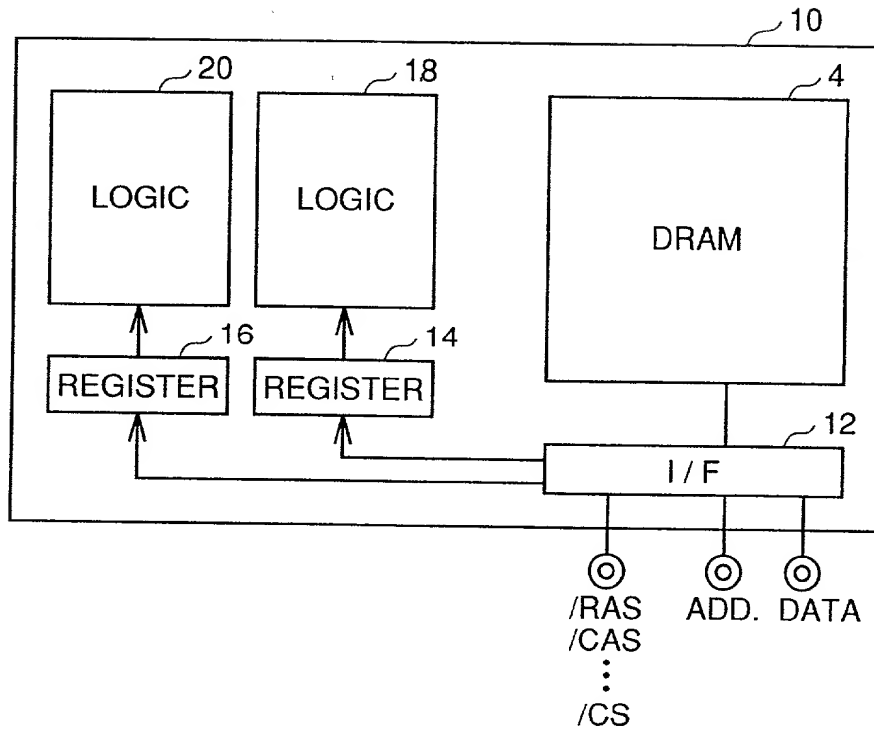 10
20
18
4
LOGIC
LOGIC
DRAM
16
14
REGISTER
REGISTER
12
I / F
/RAS
/CAS
/CS
ADD.
DATA